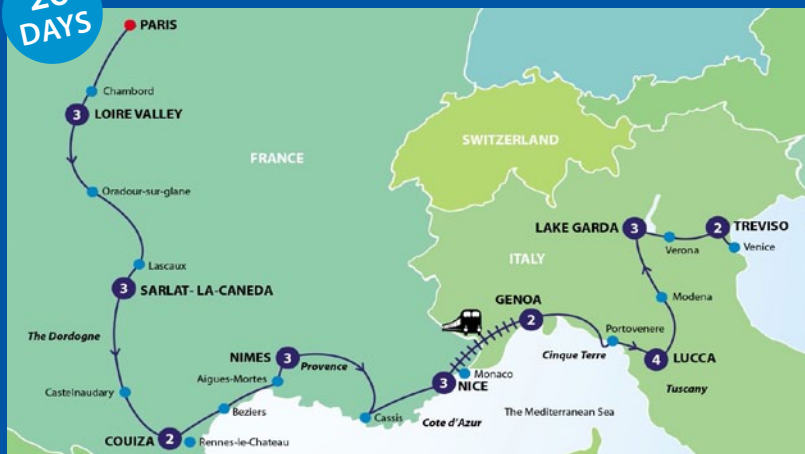 DAYS
PARIS
Chambord
3 LOIRE VALLEY
FRANCE
SWITZERLAND
Oradour-sur-glane
LAKE GARDA 3
2 TREVISO
Verona
Venice
ITALY
Lascaux
3 SARLAT- LA-CANEDA
Modena
GENOA
2
The Dordogne
Portovenere
NIMES 3
Provence
Cinque Terre
4 LUCCA
Monaco
Aigues-Mortes
3 NICE
Tuscany
Castelnaudary
Beziers
Cassis
Cote d'Azur
The Mediterranean Sea
COUIZA 2
Rennes-le-Chateau